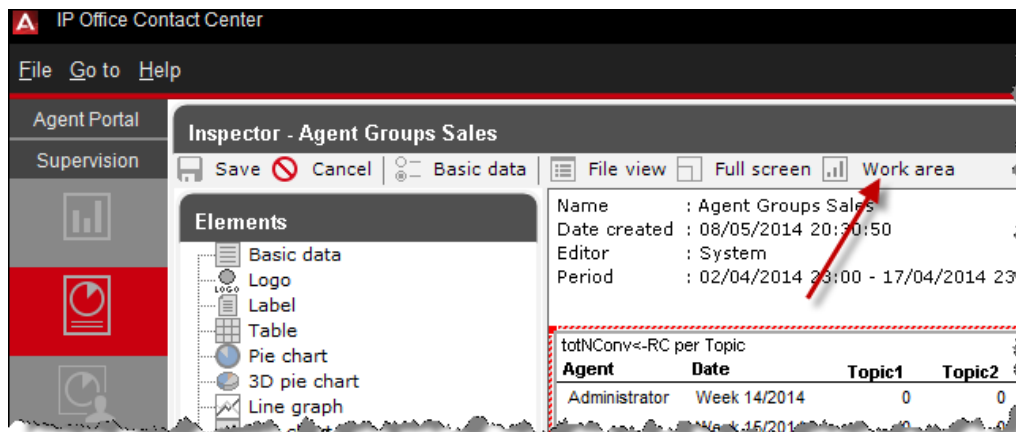 IP Office Contact Center
File Go to Help
Agent Portal
Supervision
Inspector - Agent Groups Sales
Save Cancel Basic data File view Full screen Work area
Elements
Basic data
Logo
Label
Table
Pie chart
3D pie chart
Line graph
Name : Agent Groups Sales
Date created : 08/05/2014 20:30:50
Editor : System
Period : 02/04/2014 23:00 - 17/04/2014 23
totNConv<-RC per Topic
Agent Date Topic1 Topic2
Administrator Week 14/2014 0 0